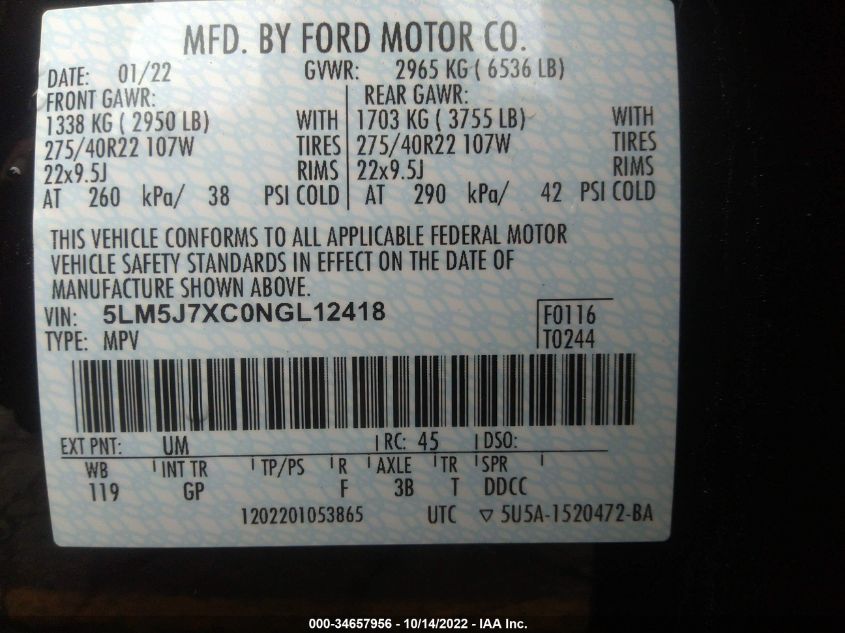 MFD. BY FORD MOTOR CO.
DATE: 01/22 GVWR: 2965 KG ( 6536 LB)
FRONT GAWR: REAR GAWR:
1338 KG ( 2950 LB) WITH 1703 KG ( 3755 LB) WITH
275/40R22 107W TIRES 275/40R22 107W TIRES
22x9.5J RIMS 22x9.5J RIMS
AT 260 kPa/ 38 PSI COLD AT 290 kPa/ 42 PSI COLD
THIS VEHICLE CONFORMS TO ALL APPLICABLE FEDERAL MOTOR
VEHICLE SAFETY STANDARDS IN EFFECT ON THE DATE OF
MANUFACTURE SHOWN ABOVE.
VIN: 5LM5J7XC0NGL12418 F0116
TYPE: MPV T0244
EXT PNT: UM RC: 45 DSO:
WB INT TR TP/PS R AXLE TR SPR
119 GP F 3B T DDCC
1202201053865 UTC ▽ 5U5A-1520472-BA
000-34657956 - 10/14/2022 - IAA Inc.